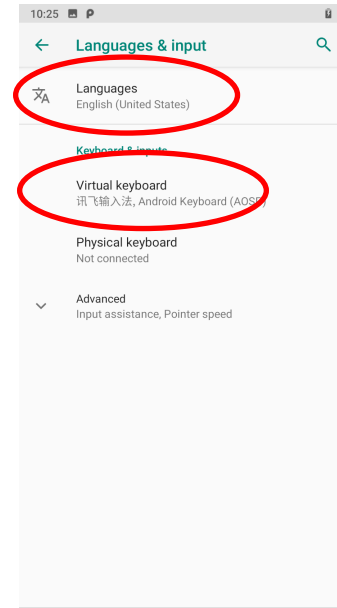 10:25
Languages & input
Languages
English (United States)
Keyboard & inputs
Virtual keyboard
讯飞输入法, Android Keyboard (AOSP)
Physical keyboard
Not connected
Advanced
Input assistance, Pointer speed